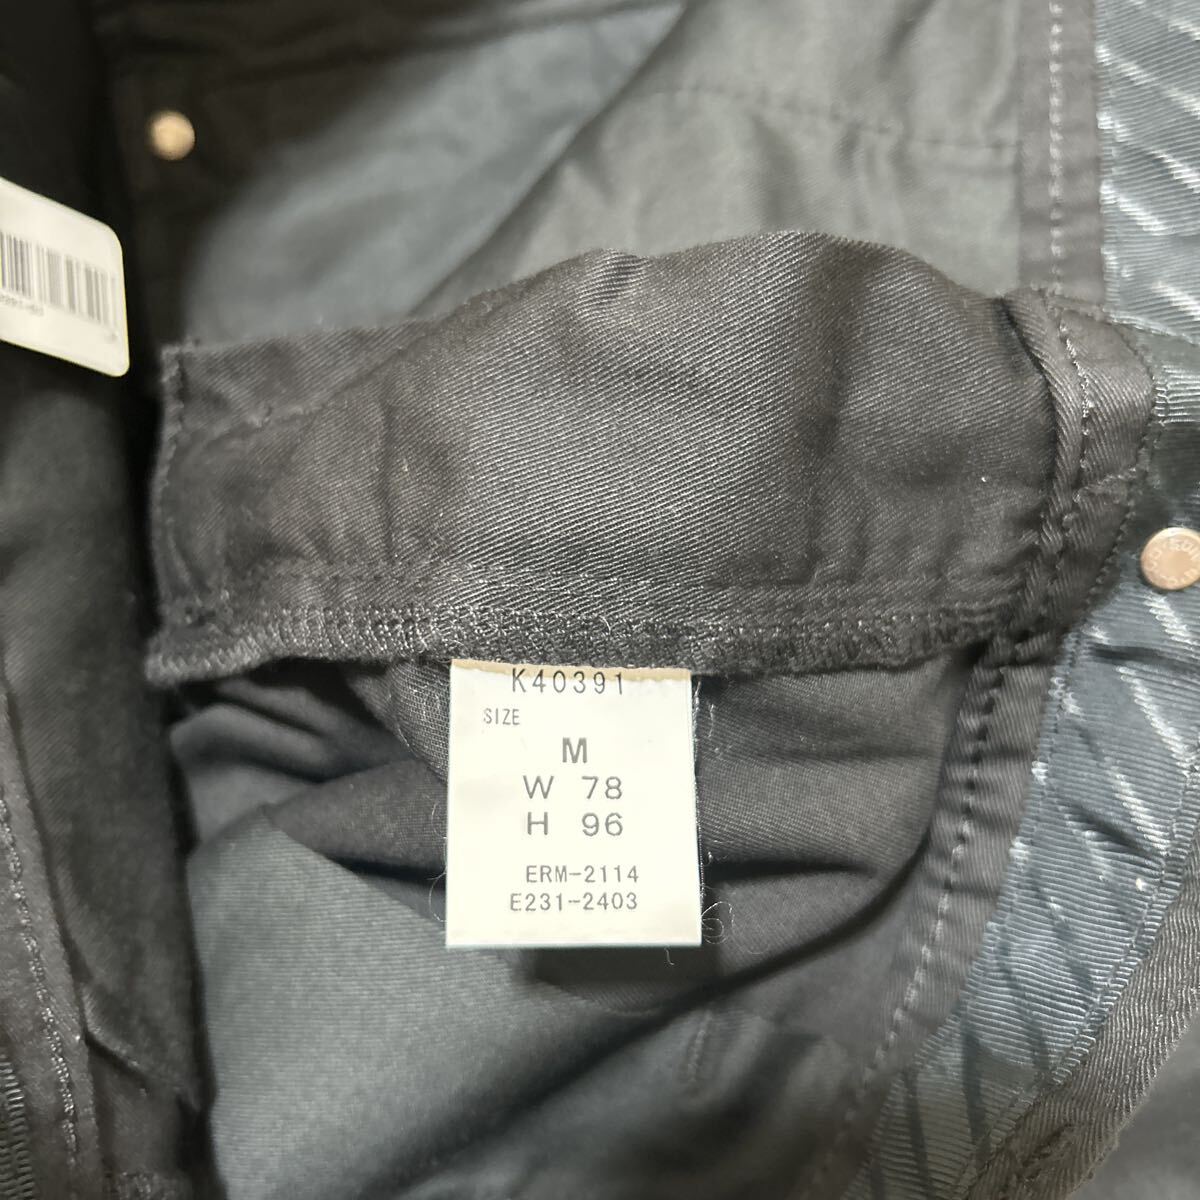 K40391
SIZE
M
W 78
H 96
ERM-2114
E231-2403